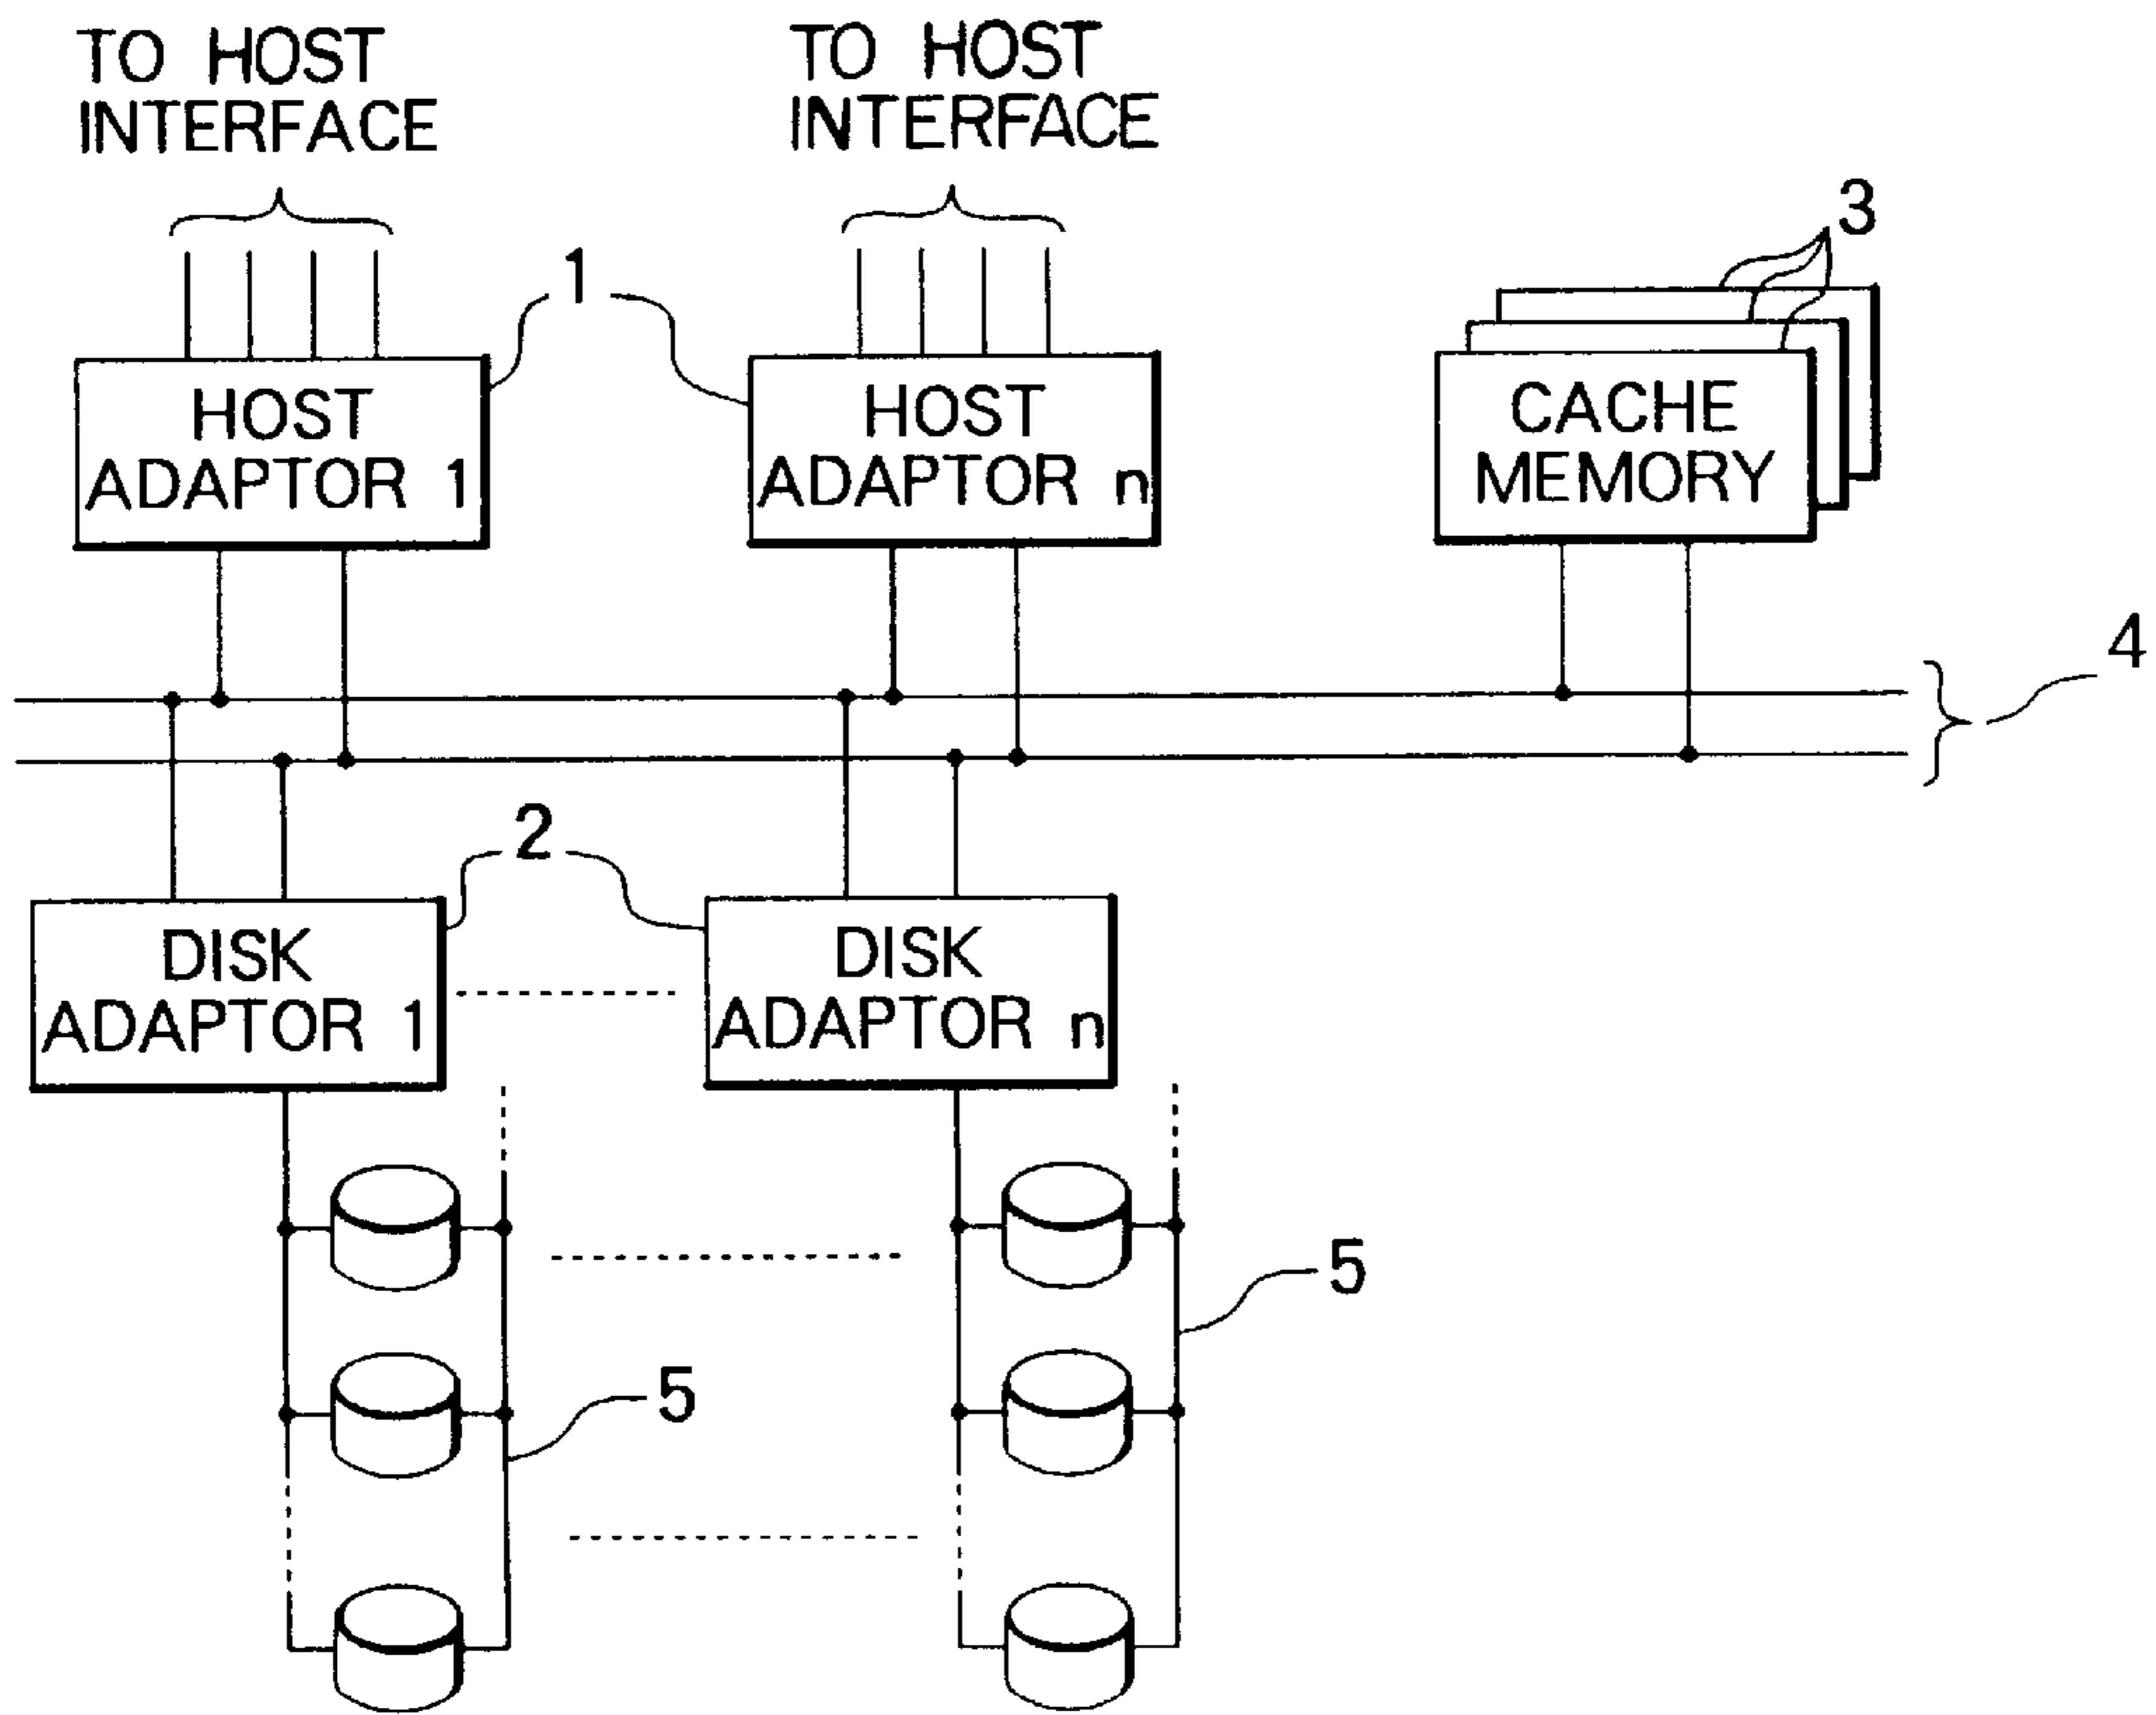 TO HOST
INTERFACE
TO HOST
INTERFACE
3
1
HOST
ADAPTOR 1
HOST
ADAPTOR n
CACHE
MEMORY
4
2
DISK
ADAPTOR 1
DISK
ADAPTOR n
5
5